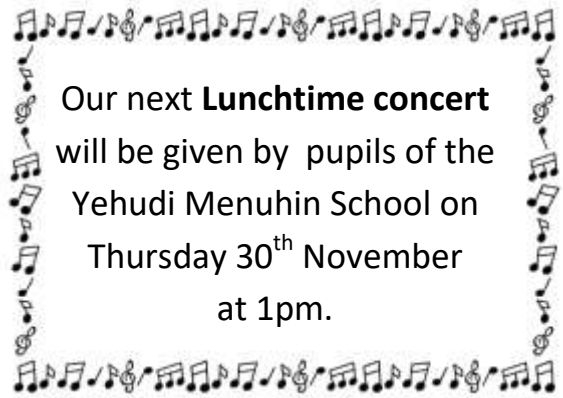 Our next Lunchtime concert
will be given by pupils of the
Yehudi Menuhin School on
Thursday 30th November
at 1pm.